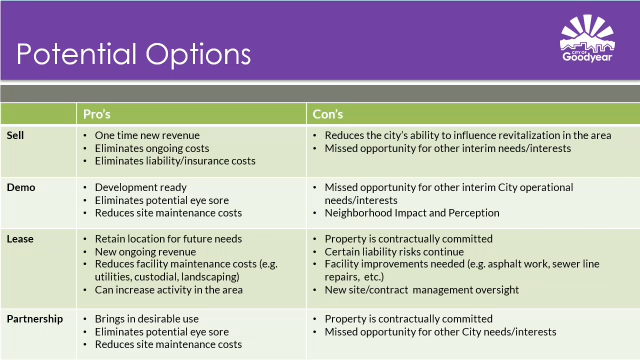 Potential Options
CITY OF
Goodyear
Pro's
Con's
Sell
• One time new revenue
• Eliminates ongoing costs
• Eliminates liability/insurance costs
• Reduces the city's ability to influence revitalization in the area
• Missed opportunity for other interim needs/interests
Demo
• Development ready
• Eliminates potential eye sore
• Reduces site maintenance costs
• Missed opportunity for other interim City operational
needs/interests
• Neighborhood Impact and Perception
Lease
• Retain location for future needs
• New ongoing revenue
• Reduces facility maintenance costs (e.g.
utilities, custodial, landscaping)
• Can increase activity in the area
• Property is contractually committed
• Certain liability risks continue
• Facility improvements needed (e.g. asphalt work, sewer line
repairs, etc.)
• New site/contract management oversight
Partnership
• Brings in desirable use
• Eliminates potential eye sore
• Reduces site maintenance costs
• Property is contractually committed
• Missed opportunity for other City needs/interests